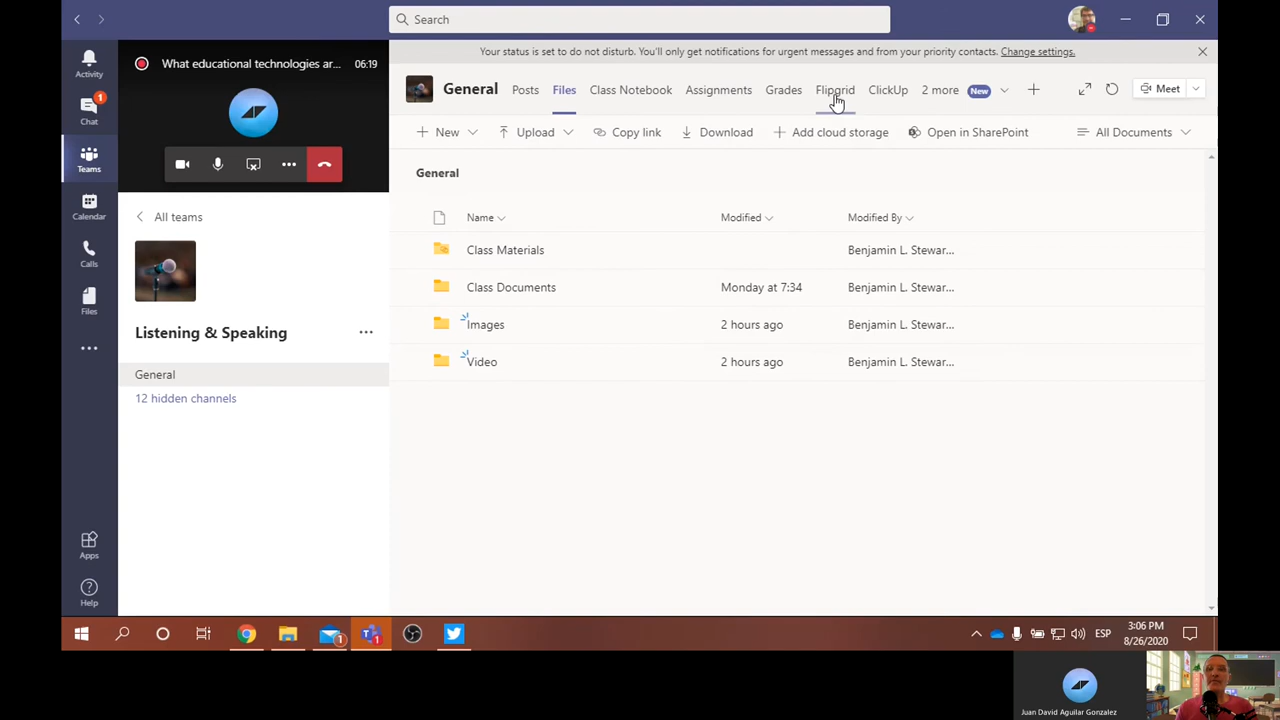 Search
Your status is set to do not disturb. You'll only get notifications for urgent messages and from your priority contacts. Change settings.
Activity
What educational technologies ar... 06:19
General Posts Files Class Notebook Assignments Grades Flipgrid ClickUp 2 more New Meet
1
Chat
New Upload Copy link Download Add cloud storage Open in SharePoint All Documents
Teams
General
Calendar
All teams
Name Modified Modified By
Calls
Class Materials Benjamin L. Stewar...
Files
Class Documents Monday at 7:34 Benjamin L. Stewar...
Listening & Speaking
Images 2 hours ago Benjamin L. Stewar...
Video 2 hours ago Benjamin L. Stewar...
General
12 hidden channels
Apps
Help
1
1
ESP
3:06 PM
8/26/2020
Juan David Aguilar Gonzalez